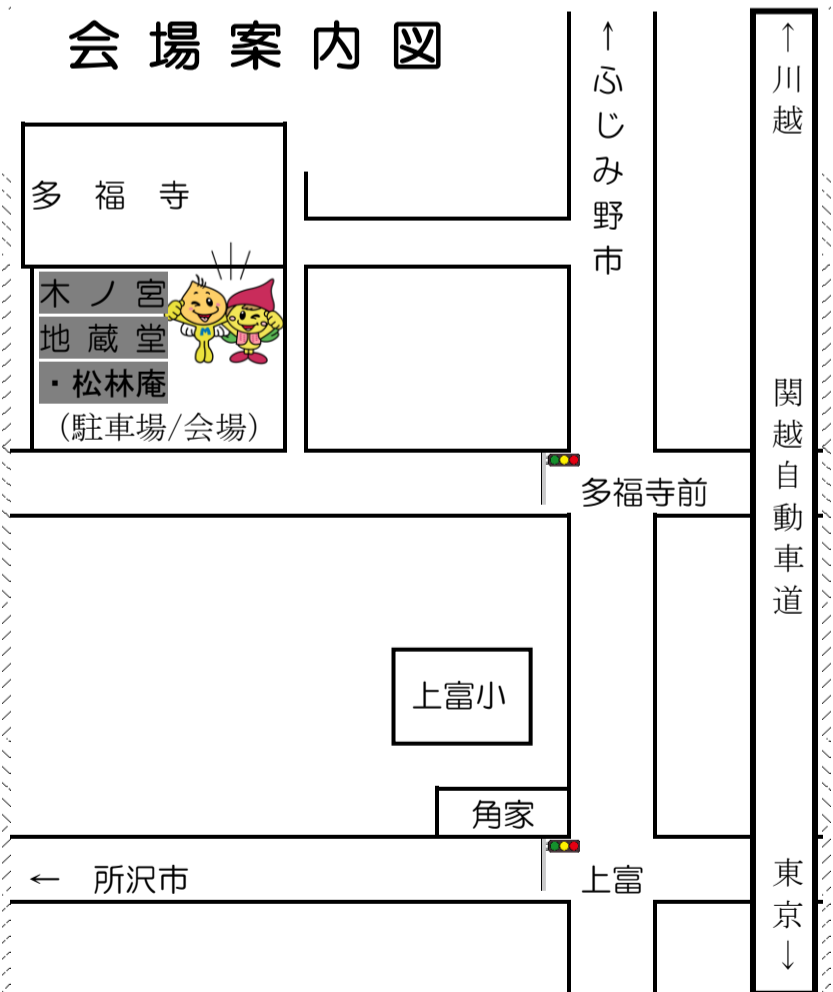 会場案内図
↑ふじみ野市
↑川越
多福寺
木ノ宮
地蔵堂
・松林庵
(駐車場/会場)
関越自動車道
多福寺前
上富小
角家
← 所沢市
上富
東京↓
M